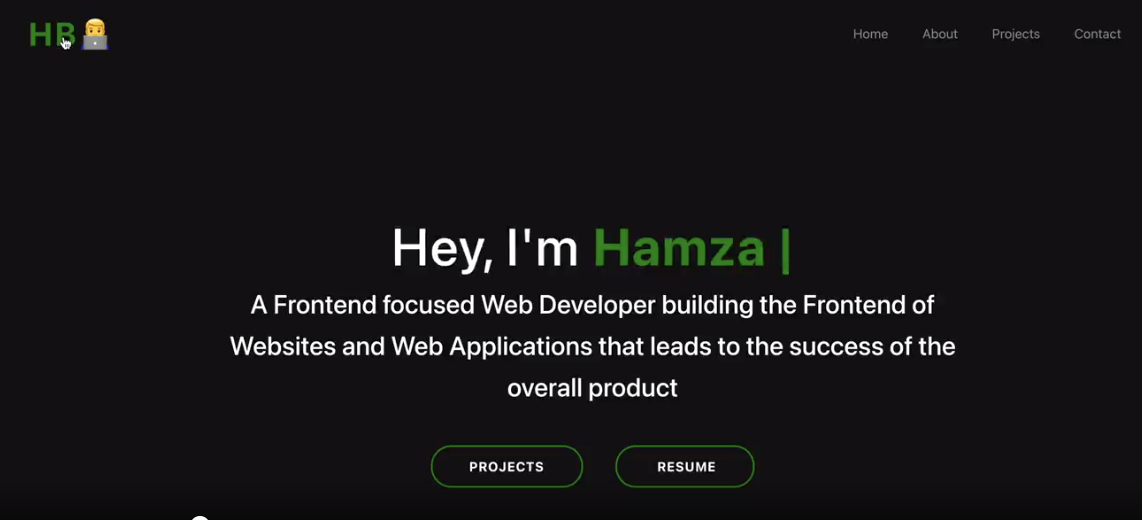 HB
Home About Projects Contact
Hey, I'm Hamza |
A Frontend focused Web Developer building the Frontend of
Websites and Web Applications that leads to the success of the
overall product
PROJECTS RESUME